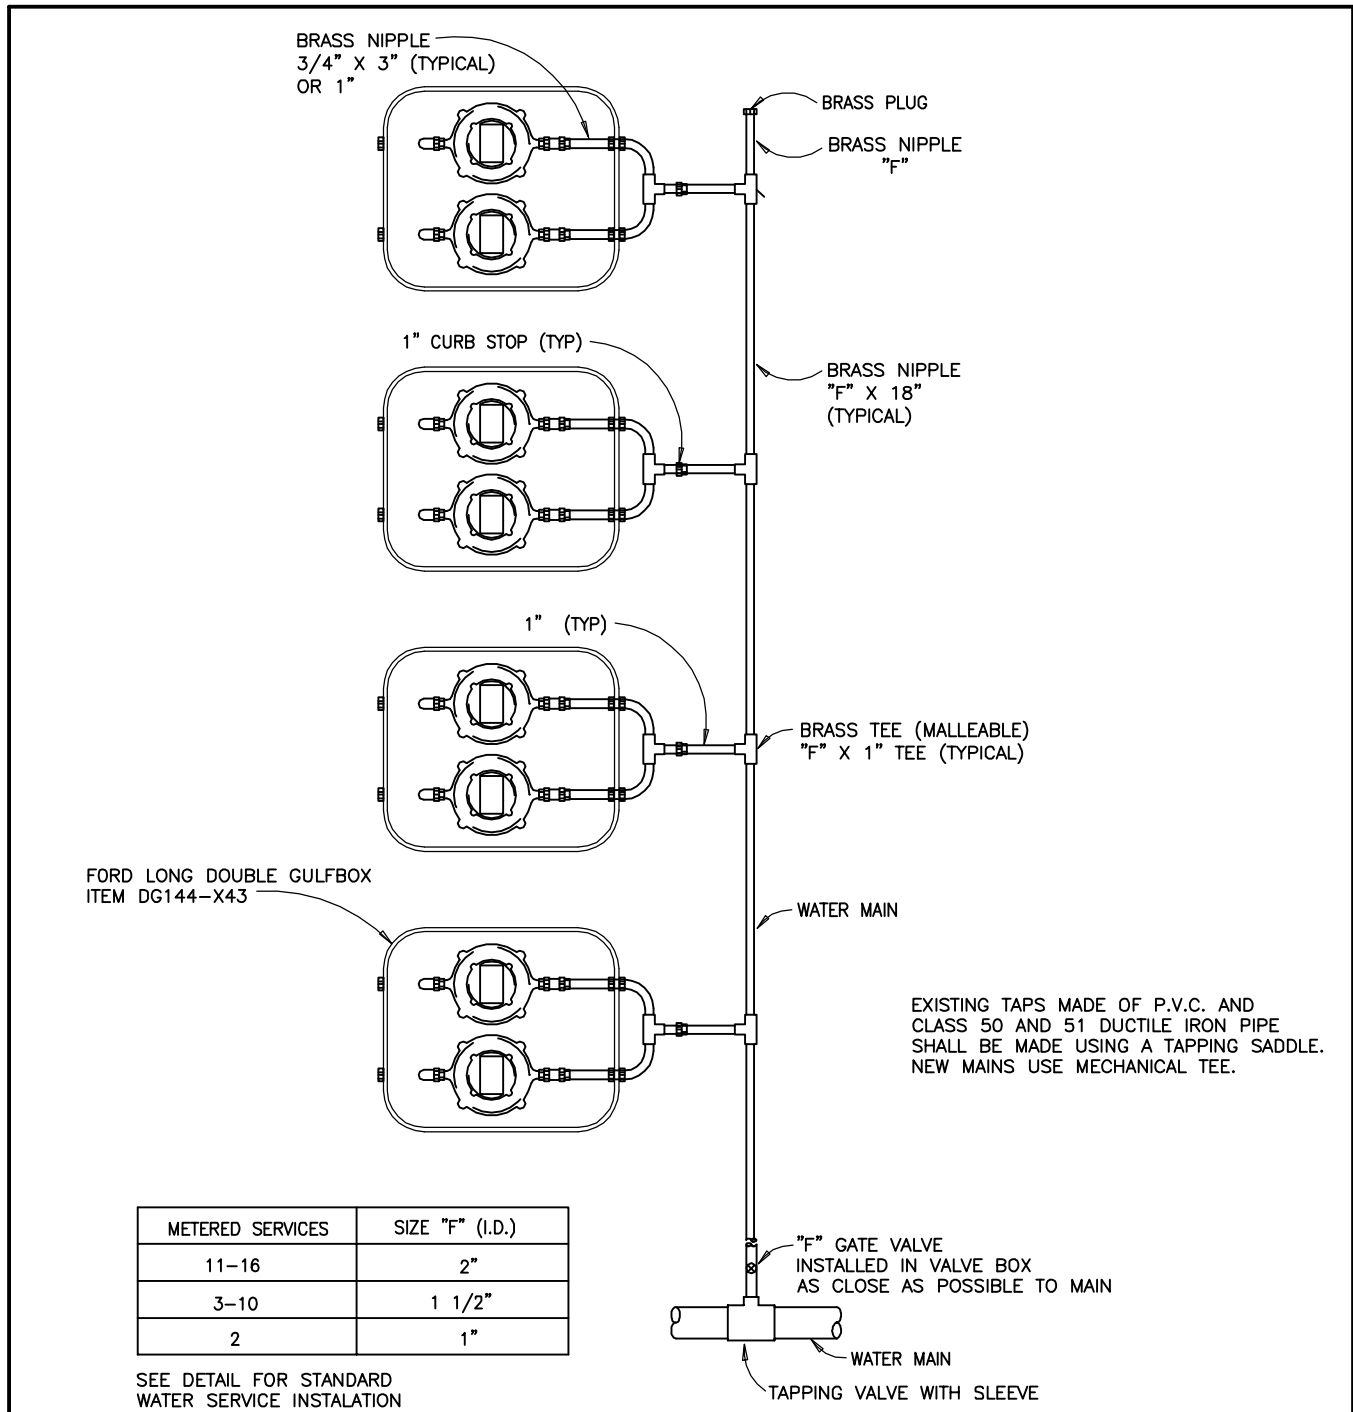 BRASS NIPPLE
3/4" X 3" (TYPICAL)
OR 1"
BRASS PLUG
BRASS NIPPLE
"F"
1" CURB STOP (TYP)
BRASS NIPPLE
"F" X 18"
(TYPICAL)
1" (TYP)
BRASS TEE (MALLEABLE)
"F" X 1" TEE (TYPICAL)
FORD LONG DOUBLE GULFBOX
ITEM DG144-X43
WATER MAIN
EXISTING TAPS MADE OF P.V.C. AND
CLASS 50 AND 51 DUCTILE IRON PIPE
SHALL BE MADE USING A TAPPING SADDLE.
NEW MAINS USE MECHANICAL TEE.
METERED SERVICES SIZE "F" (I.D.)
11-16 2"
3-10 1 1/2"
2 1"
"F" GATE VALVE
INSTALLED IN VALVE BOX
AS CLOSE AS POSSIBLE TO MAIN
WATER MAIN
TAPPING VALVE WITH SLEEVE
SEE DETAIL FOR STANDARD
WATER SERVICE INSTALATION